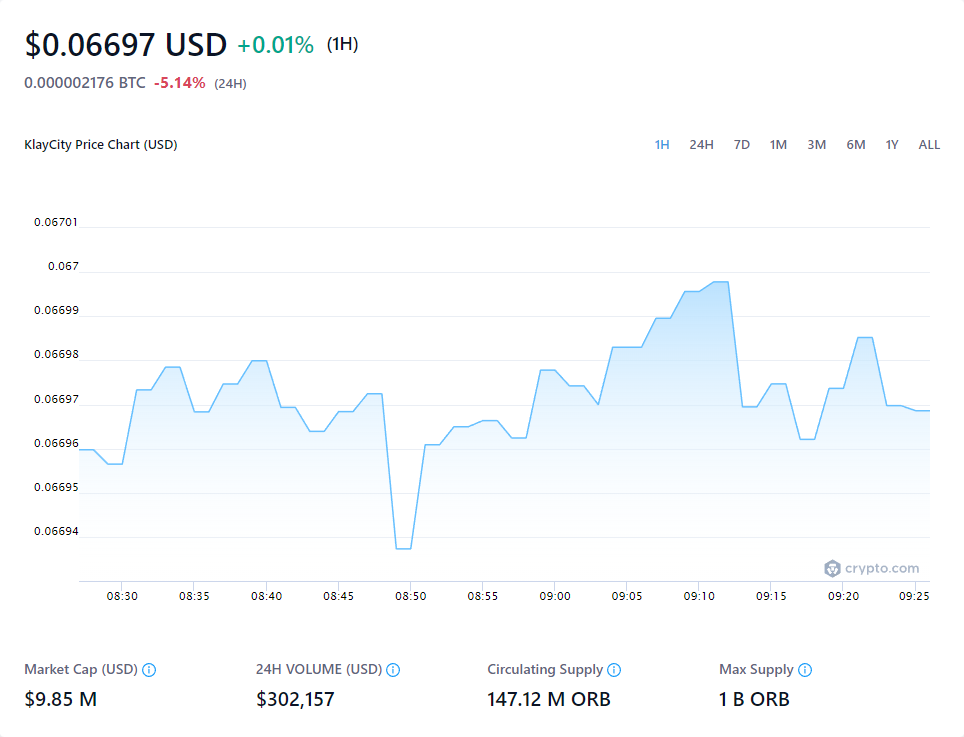 $0.06697 USD +0.01% (1H)
0.000002176 BTC -5.14% (24H)
KlayCity Price Chart (USD)
1H 24H 7D 1M 3M 6M 1Y ALL
0.06701
0.067
0.06699
0.06698
0.06697
0.06696
0.06695
0.06694
crypto.com
08:30 08:35 08:40 08:45 08:50 08:55 09:00 09:05 09:10 09:15 09:20 09:25
Market Cap (USD) 24H VOLUME (USD) Circulating Supply Max Supply
$9.85 M $302,157 147.12 M ORB 1 B ORB